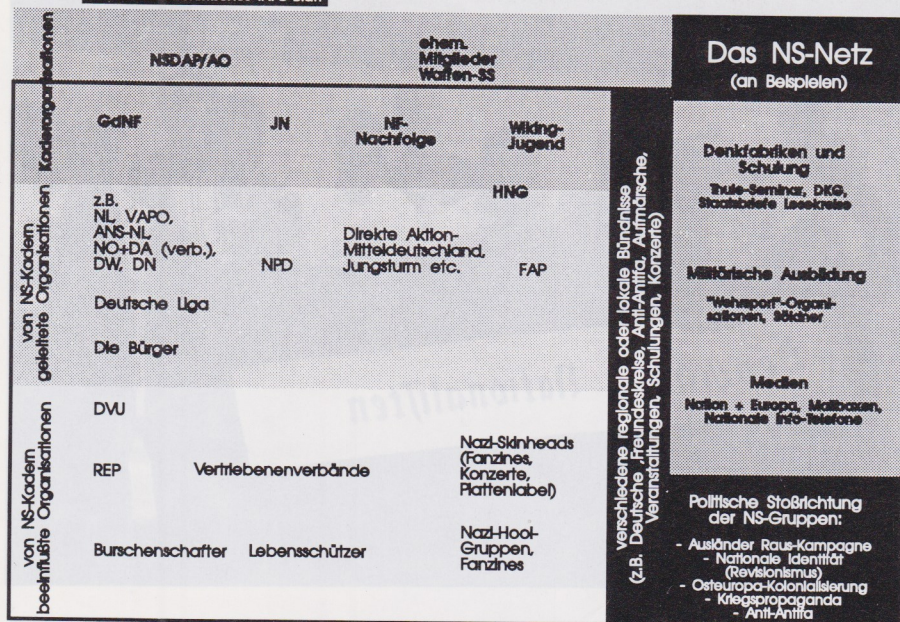 Kaderorganisationen
NSDAP/AO
ehem.
Mitglieder
Waffen-SS
GdNF
JN
NF-
Nachfolge
Wiking-
Jugend
von NS-Kadern
geleitete Organisationen
z.B.
NL, VAPO,
ANS-NL,
NO+DA (verb.),
DW, DN
Deutsche Liga
Die Bürger
NPD
Direkte Aktion-
Mitteldeutschland,
Jungsturm etc.
HNG
FAP
von NS-Kadern
beeinflußte Organisationen
DVU
REP
Vertriebenenverbände
Nazi-Skinheads
(Fanzines,
Konzerte,
Plattenlabel)
Burschenschafter
Lebensschützer
Nazi-Hool-
Gruppen,
Fanzines
verschiedene regionale oder lokale Bündnisse
(z.B. Deutsche ,Freundeskreise, Anti-Antifa, Aufmärsche,
Veranstaltungen, Schulungen, Konzerte)
Das NS-Netz
(an Beispielen)
Denkfabriken und
Schulung
Thule-Seminar, DKG,
Staatsbriefe Lesekreise
Militärische Ausbildung
"Wehrsport"-Organi-
sationen, Söldner
Medien
Nation + Europa, Mailboxen,
Nationale Info-Telefone
Politische Stoßrichtung
der NS-Gruppen:
- Ausländer Raus-Kampagne
- Nationale Identität
(Revisionismus)
- Osteuropa-Kolonialisierung
- Kriegspropaganda
- Anti-Antifa